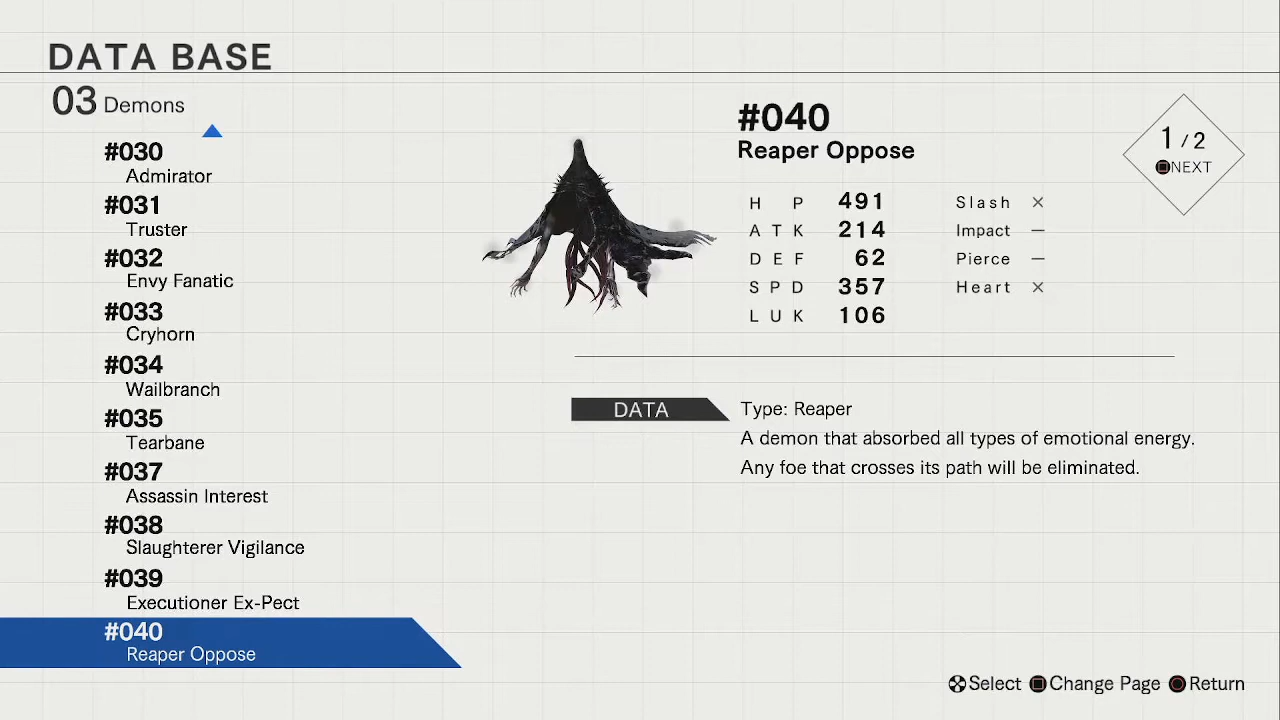 DATA BASE
03 Demons
#030
Admirator
#031
Truster
#032
Envy Fanatic
#033
Cryhorn
#034
Wailbranch
#035
Tearbane
#037
Assassin Interest
#038
Slaughterer Vigilance
#039
Executioner Ex-Pect
#040
Reaper Oppose
#040
Reaper Oppose
1 / 2
NEXT
HP 491 Slash ×
ATK 214 Impact —
DEF 62 Pierce —
SPD 357 Heart ×
LUK 106
DATA Type: Reaper
A demon that absorbed all types of emotional energy.
Any foe that crosses its path will be eliminated.
Select Change Page Return